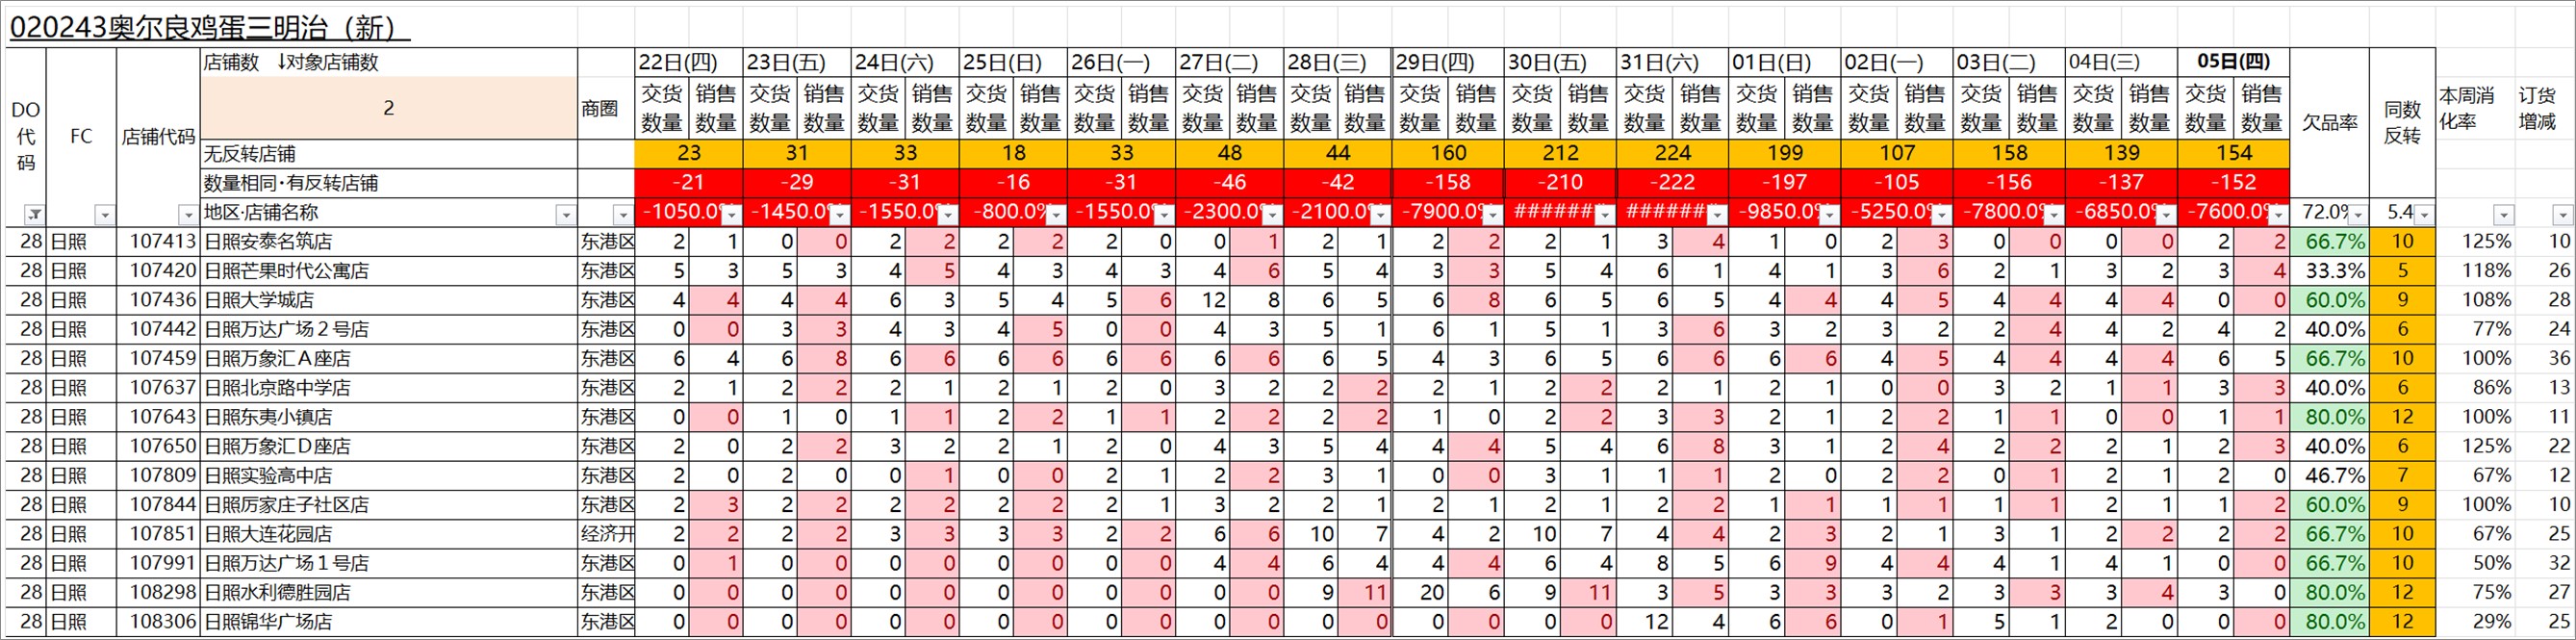 020243奥尔良鸡蛋三明治（新）
DO代码 FC 店铺代码 店铺数 ↓对象店铺数 商圈 22日(四) 23日(五) 24日(六) 25日(日) 26日(一) 27日(二) 28日(三) 29日(四) 30日(五) 31日(六) 01日(日) 02日(一) 03日(二) 04日(三) 05日(四) 欠品率 同数反转 本周消化率 订货增减
2 交货数量 销售数量 交货数量 销售数量 交货数量 销售数量 交货数量 销售数量 交货数量 销售数量 交货数量 销售数量 交货数量 销售数量 交货数量 销售数量 交货数量 销售数量 交货数量 销售数量 交货数量 销售数量 交货数量 销售数量 交货数量 销售数量 交货数量 销售数量 交货数量 销售数量
无反转店铺 23 31 33 18 33 48 44 160 212 224 199 107 158 139 154
数量相同·有反转店铺 -21 -29 -31 -16 -31 -46 -42 -158 -210 -222 -197 -105 -156 -137 -152
地区·店铺名称 -1050.0% -1450.0% -1550.0% -800.0% -1550.0% -2300.0% -2100.0% -7900.0% ####### ####### -9850.0% -5250.0% -7800.0% -6850.0% -7600.0% 72.0% 5.4
28 日照 107413 日照安泰名筑店 东港区 2 1 0 0 2 2 2 2 2 0 0 1 2 1 2 2 2 1 3 4 1 0 2 3 0 0 0 0 2 2 66.7% 10 125% 10
28 日照 107420 日照芒果时代公寓店 东港区 5 3 5 3 4 5 4 3 4 3 4 6 5 4 3 3 5 4 6 1 4 1 3 6 2 1 3 2 3 4 33.3% 5 118% 26
28 日照 107436 日照大学城店 东港区 4 4 4 4 6 3 5 4 5 6 12 8 6 5 6 8 6 5 6 5 4 4 4 5 4 4 4 4 0 0 60.0% 9 108% 28
28 日照 107442 日照万达广场２号店 东港区 0 0 3 3 4 3 4 5 0 0 4 3 5 1 6 1 5 1 3 6 3 2 3 2 2 4 4 2 4 2 40.0% 6 77% 24
28 日照 107459 日照万象汇Ａ座店 东港区 6 4 6 8 6 6 6 6 6 6 6 6 6 5 4 3 6 5 6 6 6 6 4 5 4 4 4 4 6 5 66.7% 10 100% 36
28 日照 107637 日照北京路中学店 东港区 2 1 2 2 2 1 2 1 2 0 3 2 2 2 2 1 2 2 2 1 2 1 0 0 3 2 1 1 3 3 40.0% 6 86% 13
28 日照 107643 日照东夷小镇店 东港区 0 0 1 0 1 1 2 2 1 1 2 2 2 2 1 0 2 2 3 3 2 1 2 2 1 1 0 0 1 1 80.0% 12 100% 11
28 日照 107650 日照万象汇Ｄ座店 东港区 2 0 2 2 3 2 2 1 2 0 4 3 5 4 4 4 5 4 6 8 3 1 2 4 2 2 2 1 2 3 40.0% 6 125% 22
28 日照 107809 日照实验高中店 东港区 2 0 2 0 0 1 0 0 2 1 2 2 3 1 0 0 3 1 1 1 2 0 2 2 0 1 2 1 2 0 46.7% 7 67% 12
28 日照 107844 日照厉家庄子社区店 东港区 2 3 2 2 2 2 2 2 2 1 3 2 2 1 2 1 2 1 2 2 1 1 1 1 1 1 2 1 1 2 60.0% 9 100% 10
28 日照 107851 日照大连花园店 经济开 2 2 2 2 3 3 3 3 2 2 6 6 10 7 4 2 10 7 4 4 2 3 2 1 3 1 2 2 2 2 66.7% 10 67% 25
28 日照 107991 日照万达广场１号店 东港区 0 1 0 0 0 0 0 0 0 0 4 4 6 4 4 4 6 4 8 5 6 9 4 4 4 1 4 1 0 0 66.7% 10 50% 32
28 日照 108298 日照水利德胜园店 东港区 0 0 0 0 0 0 0 0 0 0 0 0 9 11 20 6 9 11 3 5 3 3 3 2 3 3 3 4 3 0 80.0% 12 75% 27
28 日照 108306 日照锦华广场店 东港区 0 0 0 0 0 0 0 0 0 0 0 0 0 0 0 0 0 0 12 4 6 6 0 1 5 1 2 0 0 0 80.0% 12 29% 25